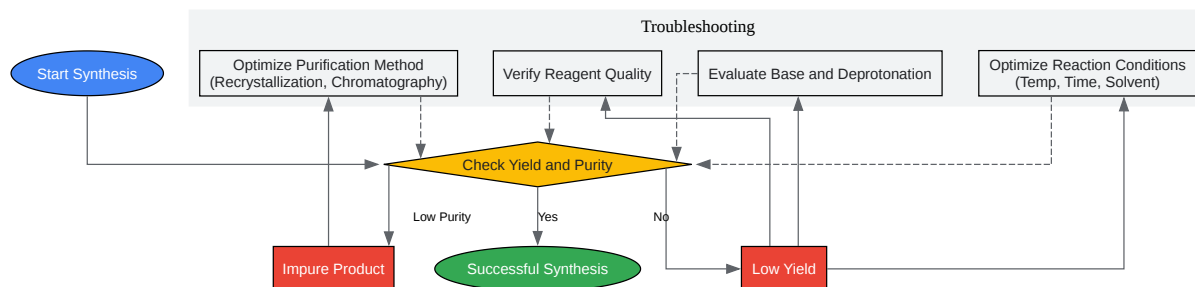 Troubleshooting
Start Synthesis
Optimize Purification Method
(Recrystallization, Chromatography)
Verify Reagent Quality
Evaluate Base and Deprotonation
Optimize Reaction Conditions
(Temp, Time, Solvent)
Check Yield and Purity
Low Purity
Yes
No
Impure Product
Successful Synthesis
Low Yield